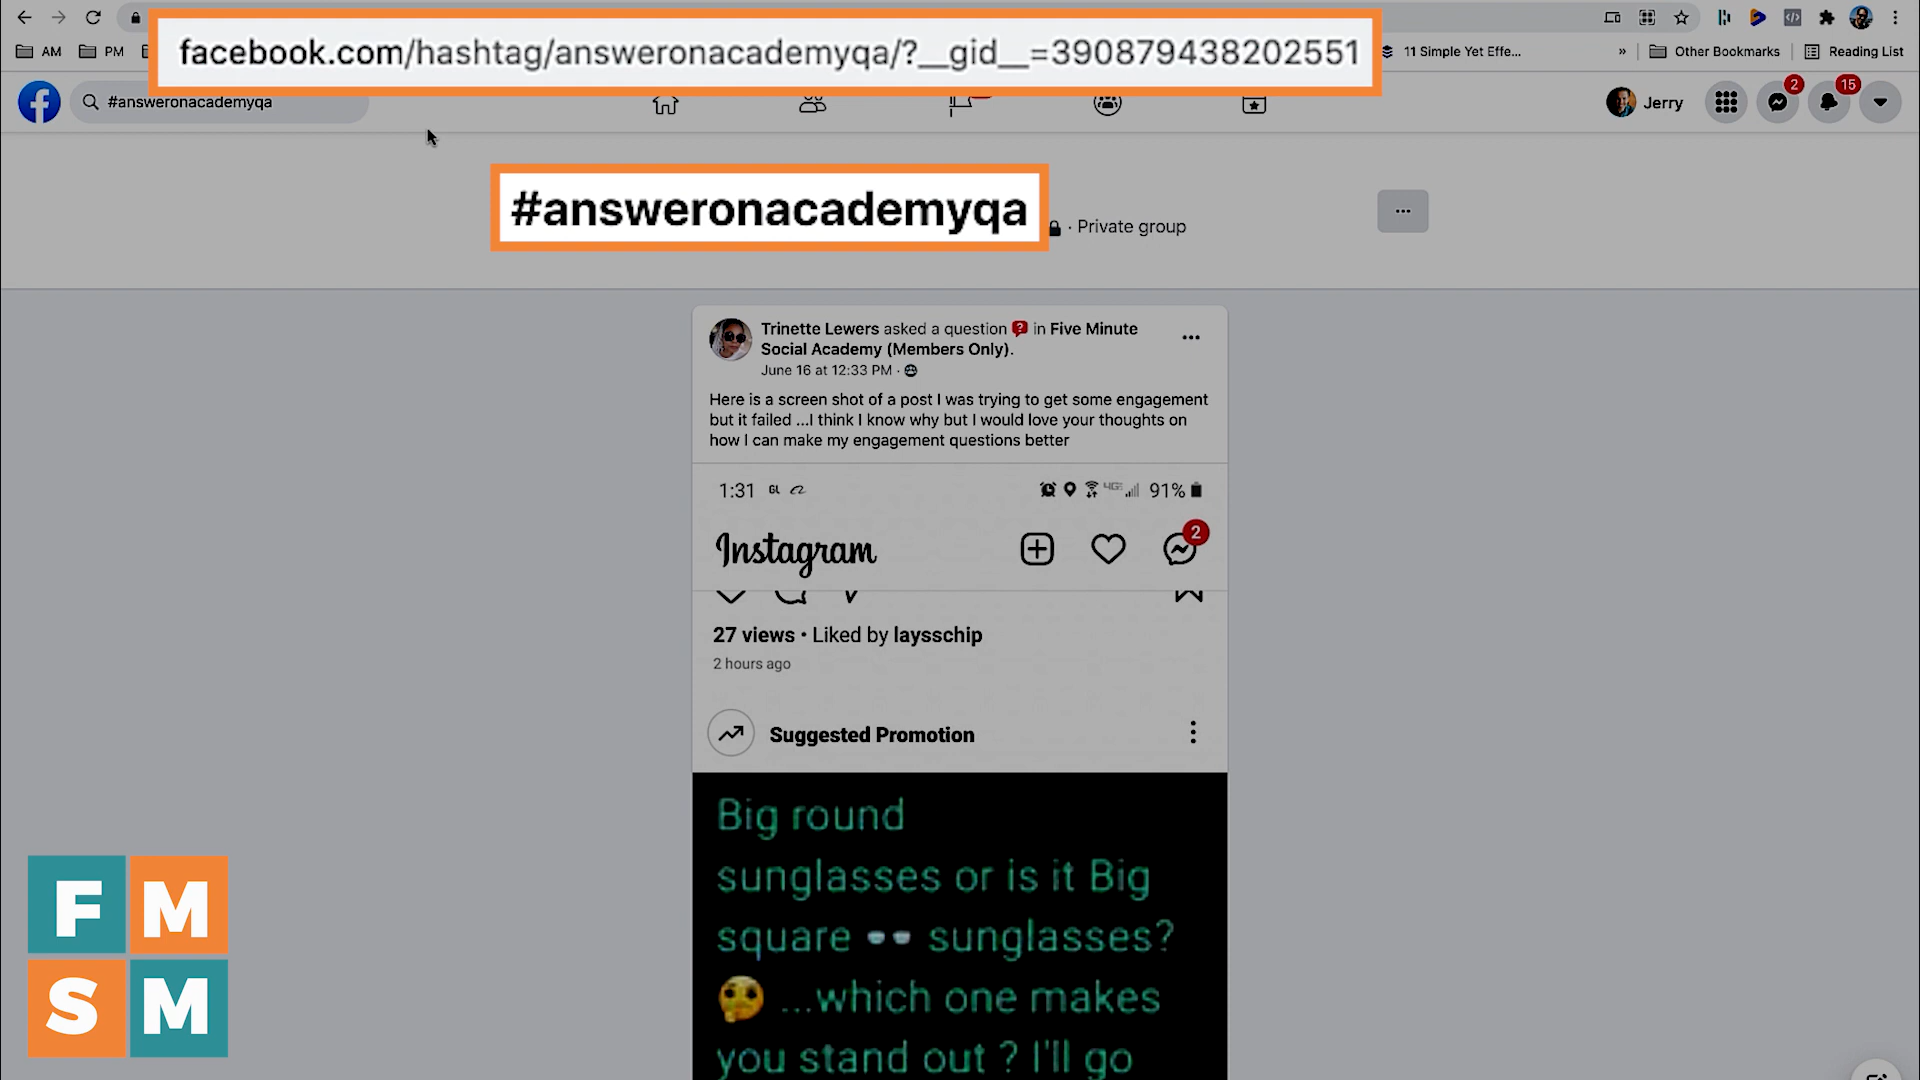 facebook.com/hashtag/answeronacademyqa/?__gid__=390879438202551
AM
PM
11 Simple Yet Effe...
»
Other Bookmarks
Reading List
#answeronacademyqa
Jerry
2
15
#answeronacademyqa
· Private group
Trinette Lewers asked a question in Five Minute
Social Academy (Members Only).
June 16 at 12:33 PM ·
Here is a screen shot of a post I was trying to get some engagement
but it failed ...I think I know why but I would love your thoughts on
how I can make my engagement questions better
1:31 GL
4GE 91%
Instagram
2
27 views • Liked by laysschip
2 hours ago
Suggested Promotion
Big round
sunglasses or is it Big
square 🕶 sunglasses?
🤔 ...which one makes
you stand out ? I'll go
F M
S M